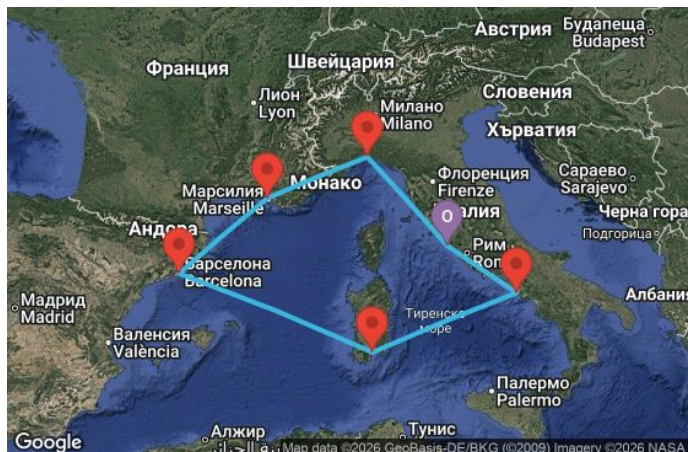 АВСТРИЯ
Будапеща
Budapest
ФРАНЦИЯ
ШВЕЙЦАРИЯ
Лион
Lyon
СЛОВЕНИЯ
Милано
Milano
ХЪРВАТИЯ
МОНАКО
Флоренция
Firenze
Сараево
Sarajevo
Марсилия
Marseille
O
Черна гора
Подгорица
АНДОРА
Рим
Барселона
Barcelona
Мадрид
Madrid
Валенсия
València
Тиренско
море
Албания
Палермо
Palermo
Алжир
Тунис
Google
Map data ©2026 GeoBasis-DE/BKG (©2009) Imagery ©2026 NASA